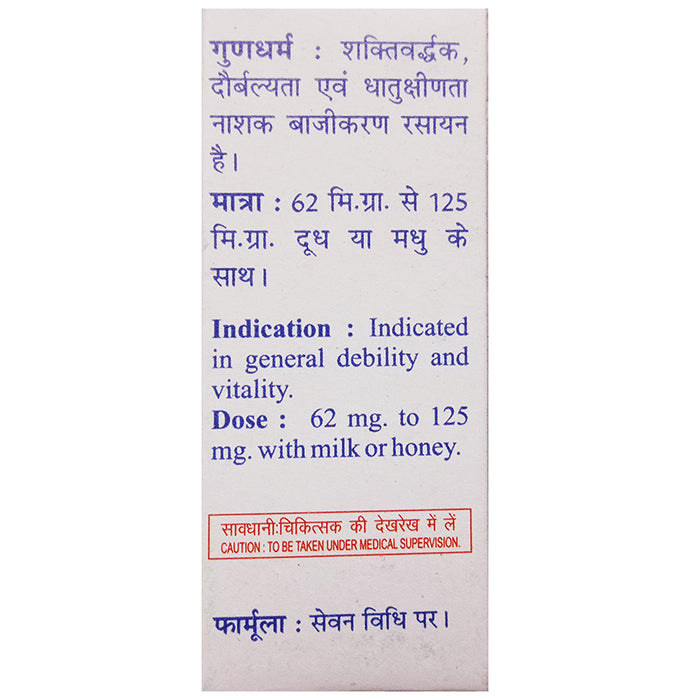 गुणधर्म : शक्तिवर्द्धक,
दौर्बल्यता एवं धातुक्षीणता
नाशक बाजीकरण रसायन
है।
मात्रा : 62 मि.ग्रा. से 125
मि.ग्रा. दूध या मधु के
साथ।
Indication : Indicated
in general debility and
vitality.
Dose : 62 mg. to 125
mg. with milk or honey.
सावधानी:चिकित्सक की देखरेख में लें
CAUTION : TO BE TAKEN UNDER MEDICAL SUPERVISION.
फार्मूला : सेवन विधि पर।